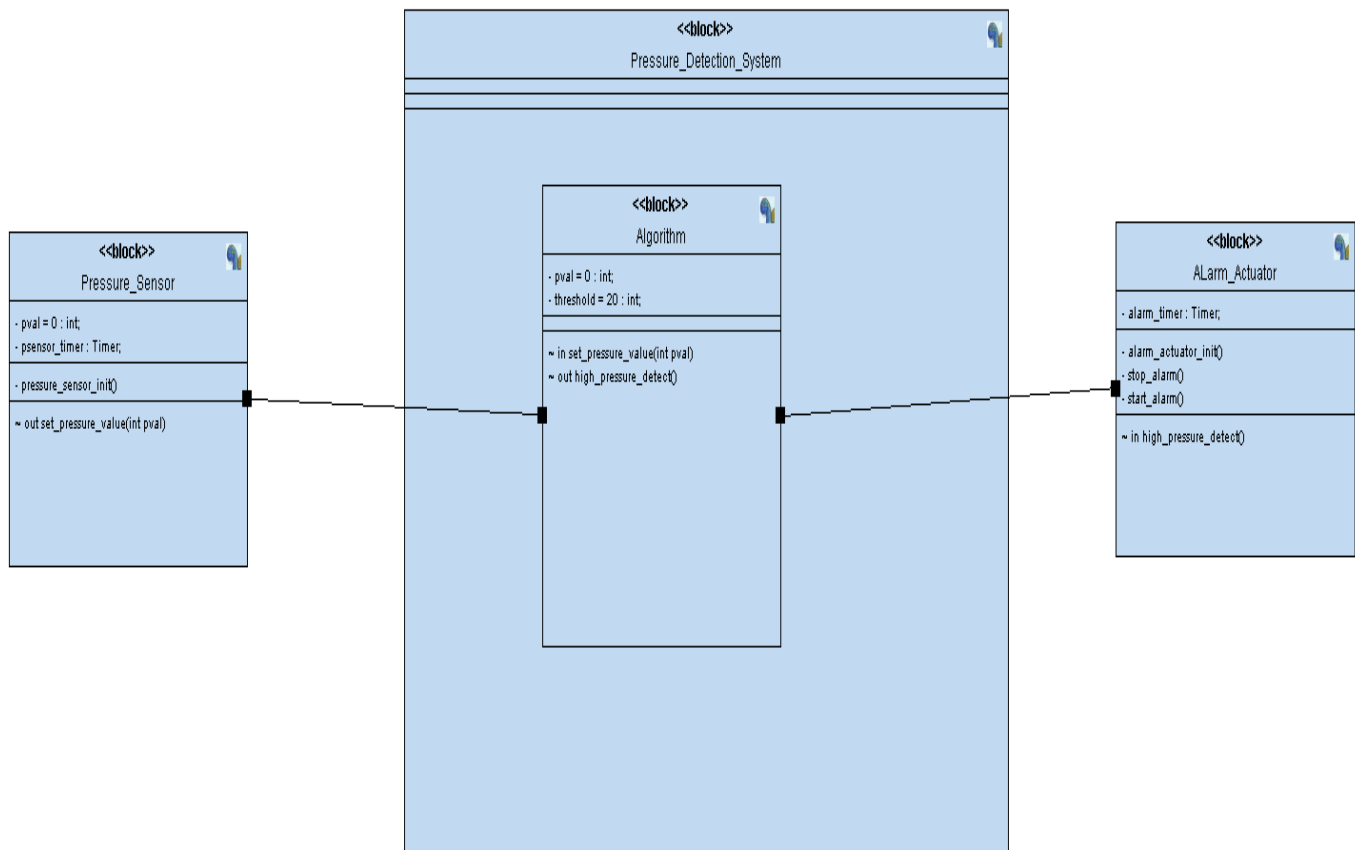 <<block>>
Pressure_Detection_System
<<block>>
Pressure_Sensor
- pval = 0 : int;
- psensor_timer : Timer;
- pressure_sensor_init()
~ out set_pressure_value(int pval)
<<block>>
Algorithm
- pval = 0 : int;
- threshold = 20 : int;
~ in set_pressure_value(int pval)
~ out high_pressure_detect()
<<block>>
ALarm_Actuator
- alarm_timer : Timer;
- alarm_actuator_init()
- stop_alarm()
- start_alarm()
~ in high_pressure_detect()